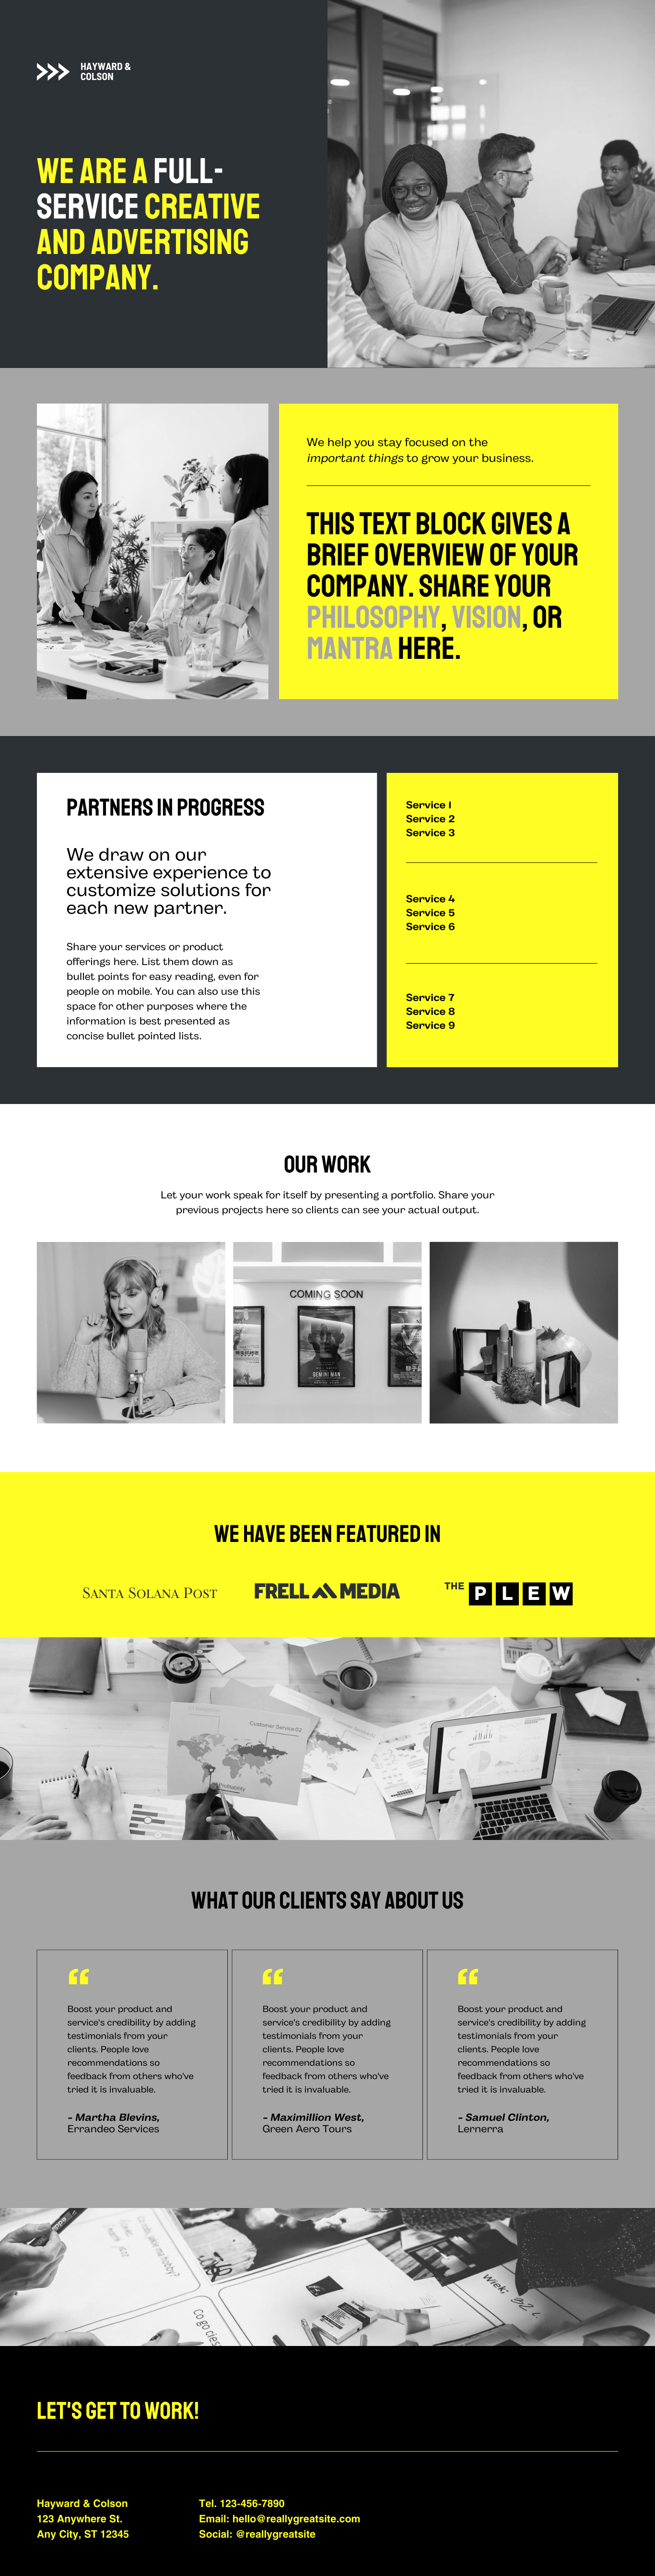 HAYWARD &
COLSON
WE ARE A FULL-
SERVICE CREATIVE
AND ADVERTISING
COMPANY.
We help you stay focused on the
important things to grow your business.
THIS TEXT BLOCK GIVES A
BRIEF OVERVIEW OF YOUR
COMPANY. SHARE YOUR
PHILOSOPHY, VISION, OR
MANTRA HERE.
PARTNERS IN PROGRESS
We draw on our
extensive experience to
customize solutions for
each new partner.
Share your services or product
offerings here. List them down as
bullet points for easy reading, even for
people on mobile. You can also use this
space for other purposes where the
information is best presented as
concise bullet pointed lists.
Service 1
Service 2
Service 3
Service 4
Service 5
Service 6
Service 7
Service 8
Service 9
OUR WORK
Let your work speak for itself by presenting a portfolio. Share your
previous projects here so clients can see your actual output.
COMING SOON
GEMINI MAN
WE HAVE BEEN FEATURED IN
SANTA SOLANA POST
FRELL MEDIA
THE PLEW
Customer Service 02
Profitability
WHAT OUR CLIENTS SAY ABOUT US
Boost your product and
service's credibility by adding
testimonials from your
clients. People love
recommendations so
feedback from others who've
tried it is invaluable.
- Martha Blevins,
Errandeo Services
Boost your product and
service's credibility by adding
testimonials from your
clients. People love
recommendations so
feedback from others who've
tried it is invaluable.
- Maximillion West,
Green Aero Tours
Boost your product and
service's credibility by adding
testimonials from your
clients. People love
recommendations so
feedback from others who've
tried it is invaluable.
- Samuel Clinton,
Lernerra
Wiek: 32 L.
LET'S GET TO WORK!
Hayward & Colson
123 Anywhere St.
Any City, ST 12345
Tel. 123-456-7890
Email: hello@reallygreatsite.com
Social: @reallygreatsite